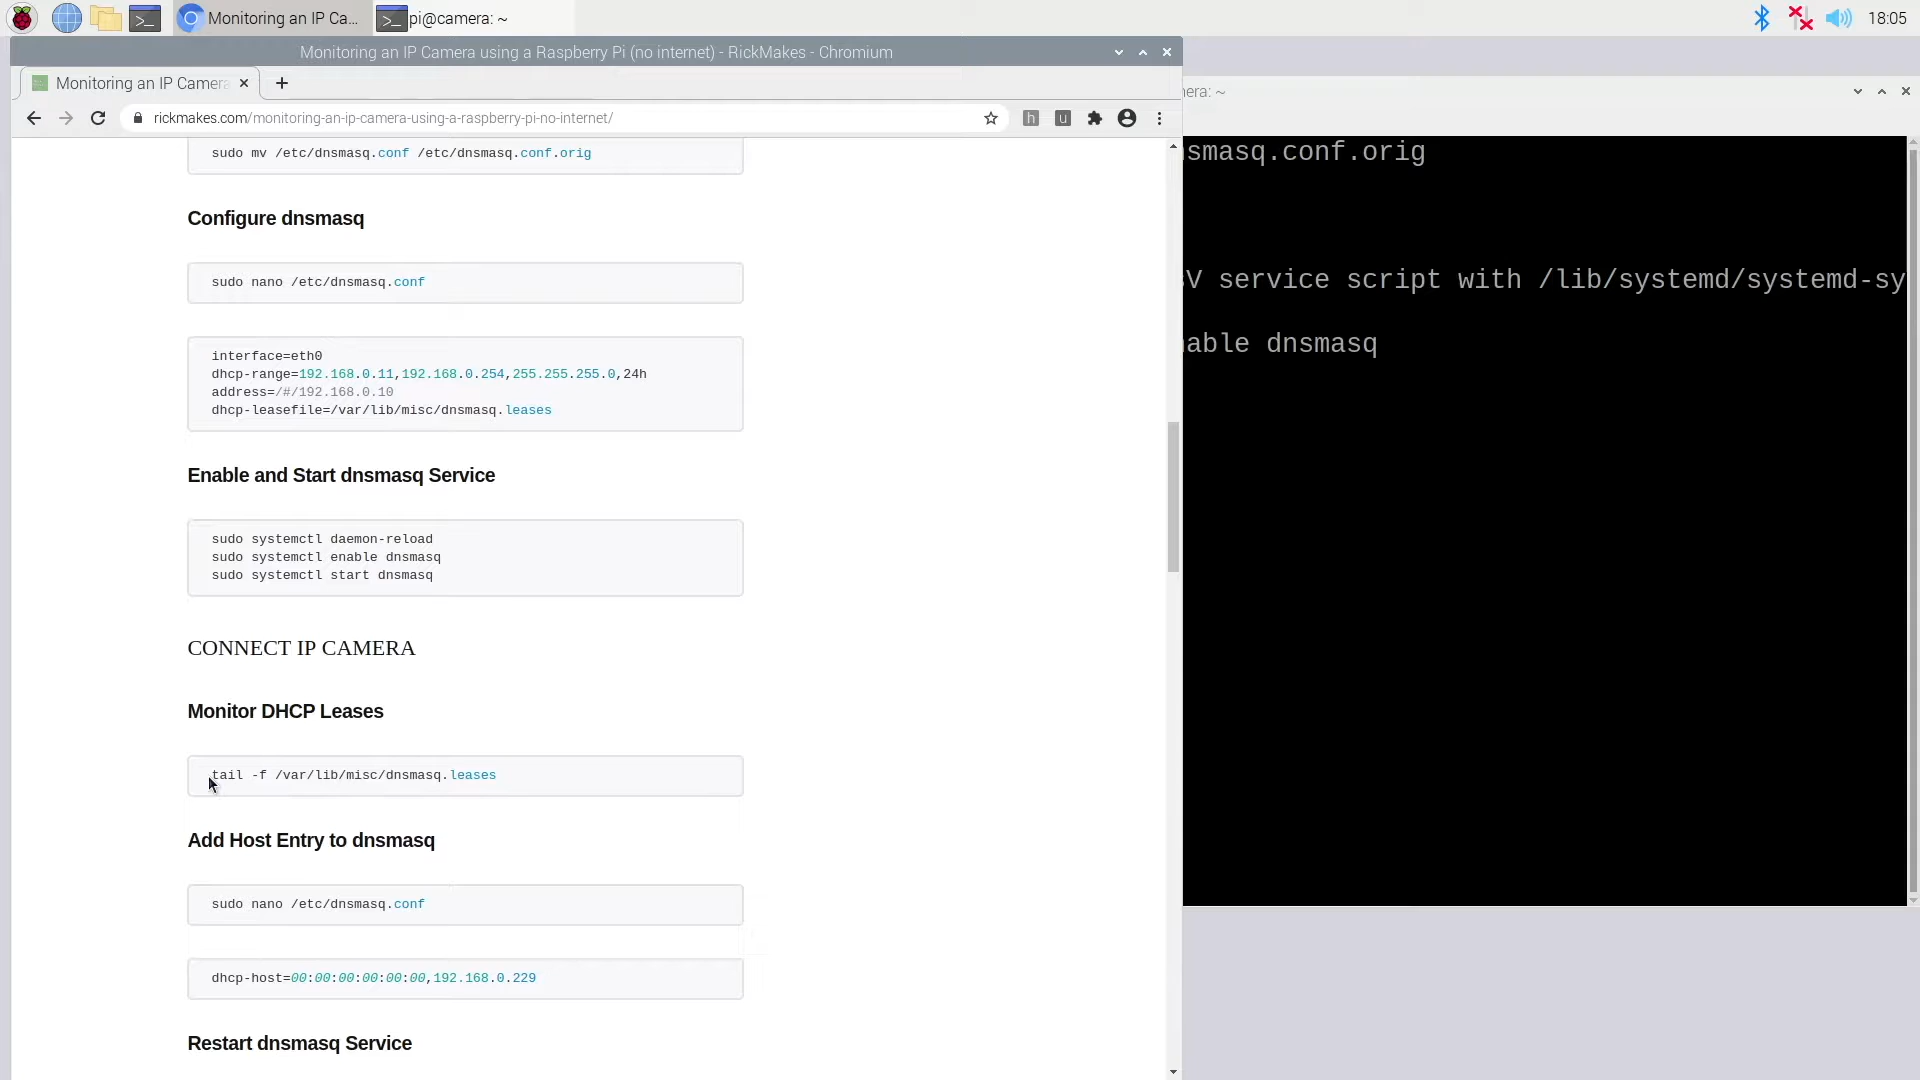 Monitoring an IP Ca...
pi@camera: ~
18:05
Monitoring an IP Camera using a Raspberry Pi (no internet) - RickMakes - Chromium
Monitoring an IP Camera
rickmakes.com/monitoring-an-ip-camera-using-a-raspberry-pi-no-internet/
h
u
sudo mv /etc/dnsmasq.conf /etc/dnsmasq.conf.orig
Configure dnsmasq
sudo nano /etc/dnsmasq.conf
interface=eth0
dhcp-range=192.168.0.11,192.168.0.254,255.255.255.0,24h
address=/#/192.168.0.10
dhcp-leasefile=/var/lib/misc/dnsmasq.leases
Enable and Start dnsmasq Service
sudo systemctl daemon-reload
sudo systemctl enable dnsmasq
sudo systemctl start dnsmasq
CONNECT IP CAMERA
Monitor DHCP Leases
tail -f /var/lib/misc/dnsmasq.leases
Add Host Entry to dnsmasq
sudo nano /etc/dnsmasq.conf
dhcp-host=00:00:00:00:00:00,192.168.0.229
Restart dnsmasq Service
era: ~
nsmasq.conf.orig
V service script with /lib/systemd/systemd-sy
nable dnsmasq